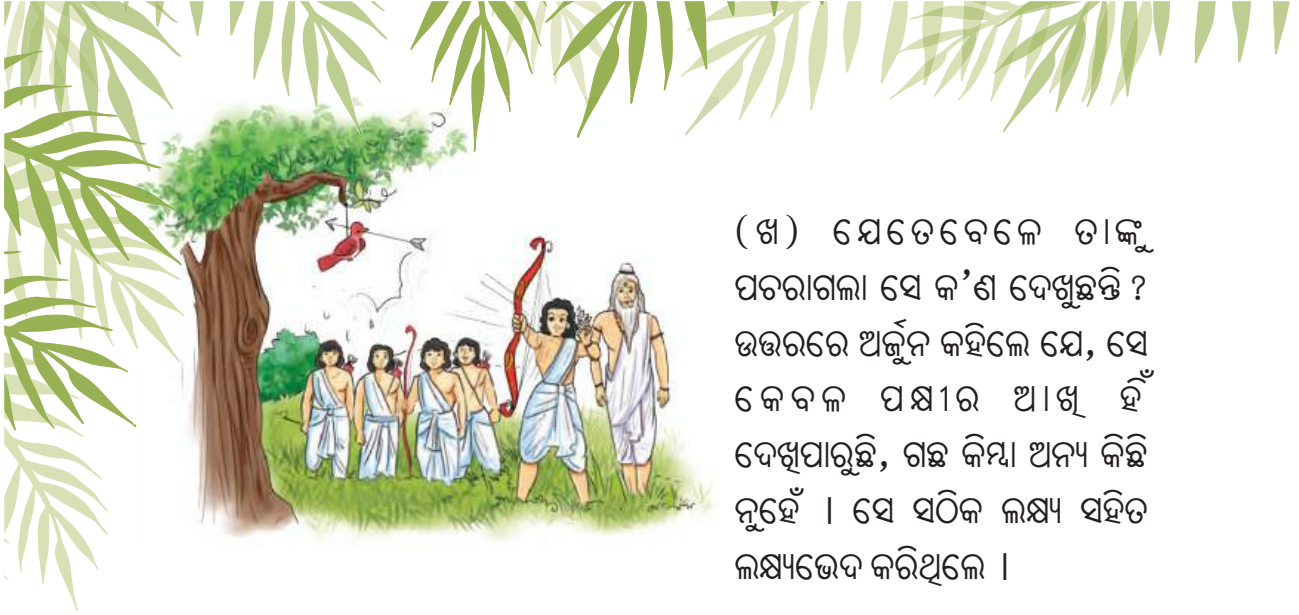 (ଖ) ଯେତେବେଳେ ତାଙ୍କୁ
ପଚରାଗଲା ସେ କ’ଣ ଦେଖୁଛନ୍ତି ?
ଉତ୍ତରରେ ଅର୍ଜୁନ କହିଲେ ଯେ, ସେ
କେବଳ ପକ୍ଷୀର ଆଖି ହିଁ
ଦେଖିପାରୁଛି, ଗଛ କିମ୍ବା ଅନ୍ୟ କିଛି
ନୁହେଁ । ସେ ସଠିକ ଲକ୍ଷ୍ୟ ସହିତ
ଲକ୍ଷ୍ୟଭେଦ କରିଥିଲେ ।